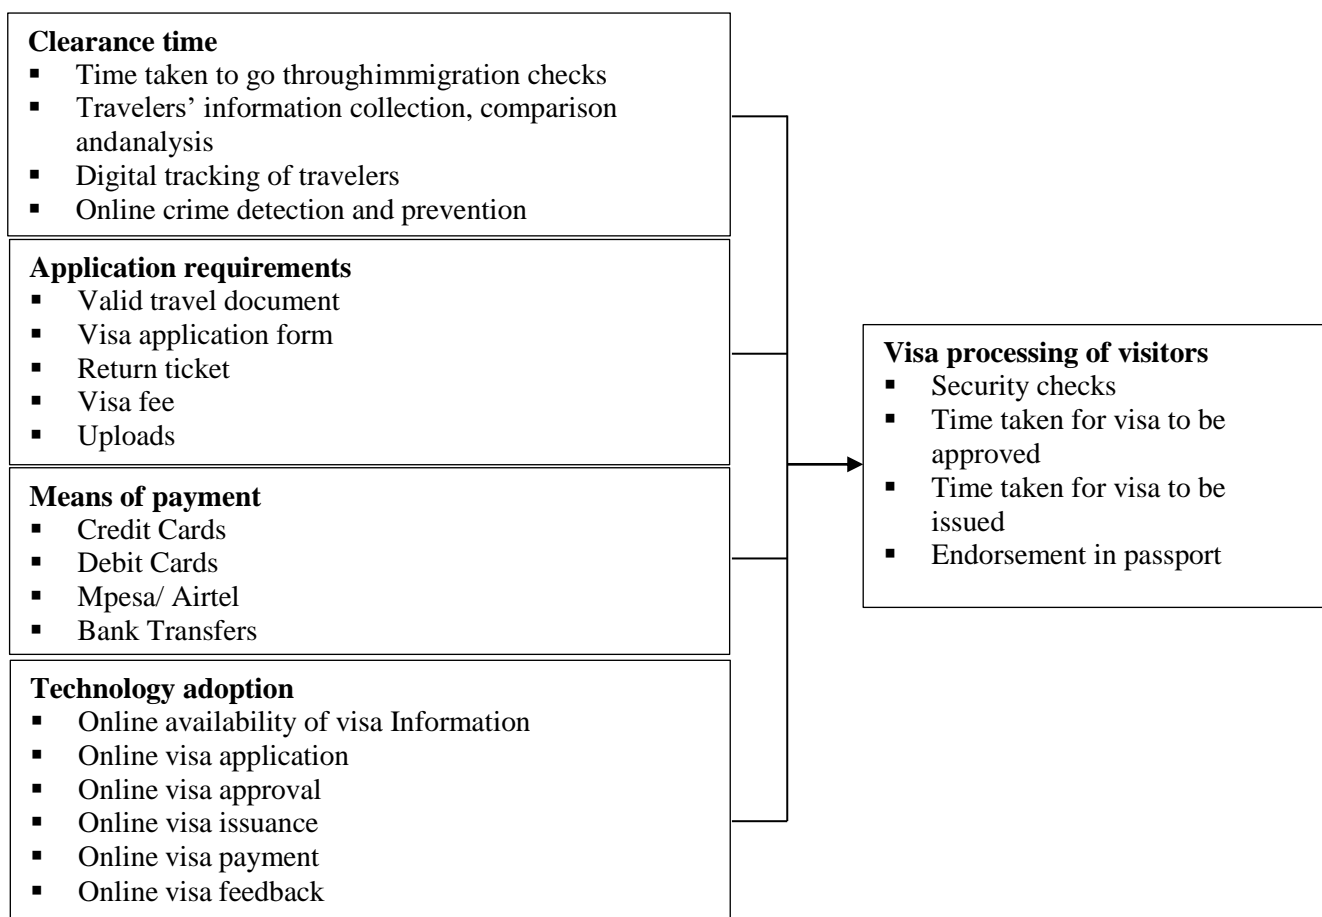 Clearance time
▪ Time taken to go throughimmigration checks
▪ Travelers’ information collection, comparison
andanalysis
▪ Digital tracking of travelers
▪ Online crime detection and prevention
Application requirements
▪ Valid travel document
▪ Visa application form
▪ Return ticket
▪ Visa fee
▪ Uploads
Means of payment
▪ Credit Cards
▪ Debit Cards
▪ Mpesa/ Airtel
▪ Bank Transfers
Technology adoption
▪ Online availability of visa Information
▪ Online visa application
▪ Online visa approval
▪ Online visa issuance
▪ Online visa payment
▪ Online visa feedback
Visa processing of visitors
▪ Security checks
▪ Time taken for visa to be
approved
▪ Time taken for visa to be
issued
▪ Endorsement in passport